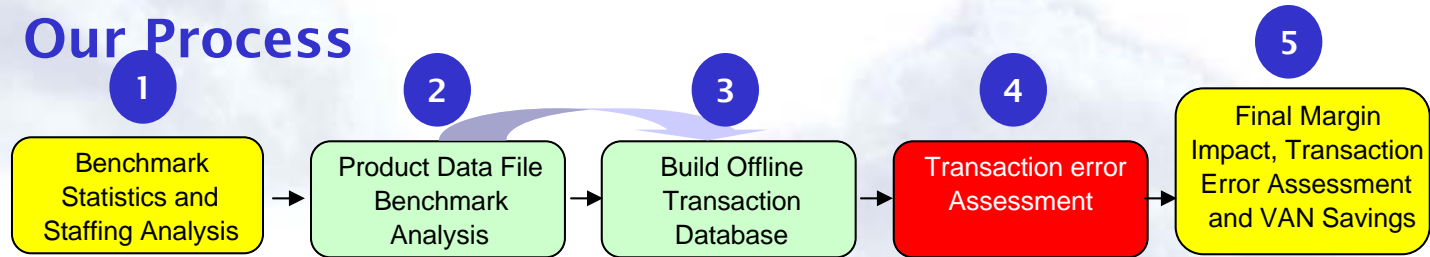 Our Process
1
Benchmark
Statistics and
Staffing Analysis
2
Product Data File
Benchmark
Analysis
3
Build Offline
Transaction
Database
4
Transaction error
Assessment
5
Final Margin
Impact, Transaction
Error Assessment
and VAN Savings